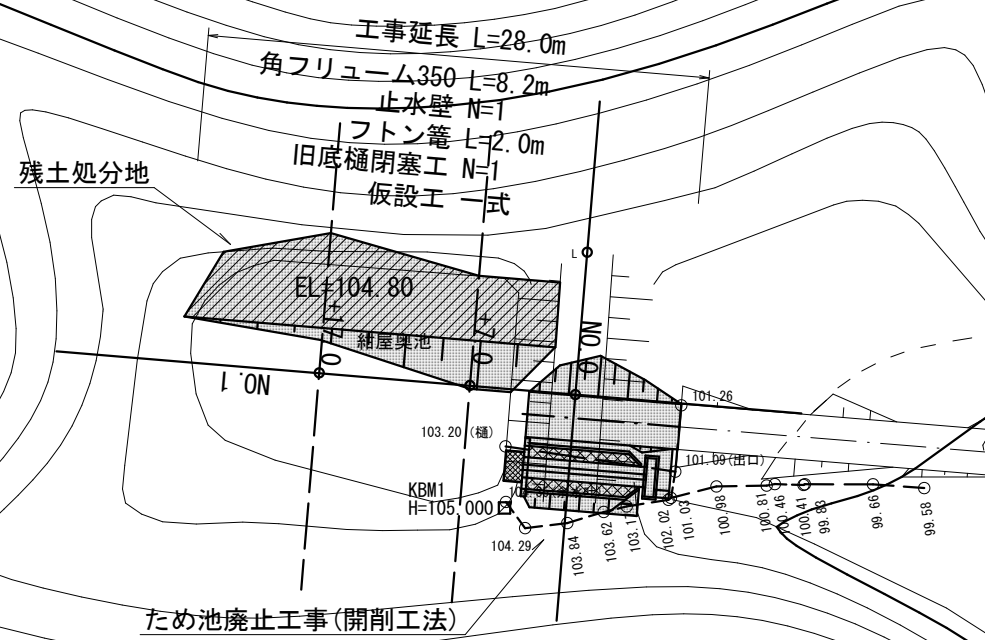 工事延長 L=28.0m
角フリューム350 L=8.2m
止水壁 N=1
フトン篭 L=2.0m
旧底樋閉塞工 N=1
仮設工 一式
残土処分地
L
EL=104.80
+17.0
+7.0
NO.0
紺屋奥池
NO.1
101.26
103.20(樋)
101.09(出口)
KBM1
H=105.000
104.29
103.84
103.62
103.17
102.02
101.03
100.98
100.81
100.46
100.41
99.88
99.66
99.58
ため池廃止工事(開削工法)